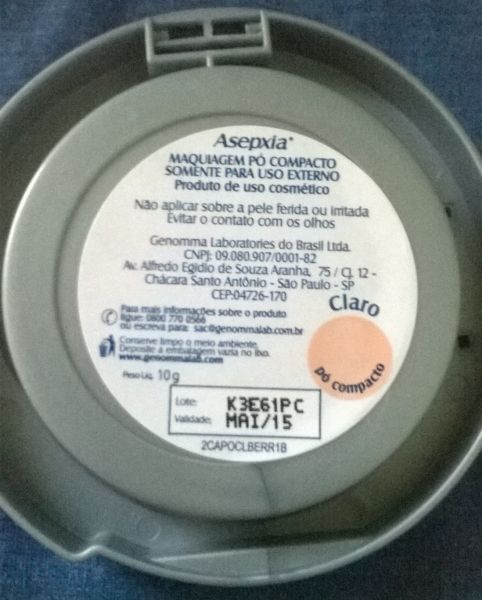 Asepxia®
MAQUIAGEM PÓ COMPACTO
SOMENTE PARA USO EXTERNO
Produto de uso cosmético
Não aplicar sobre a pele ferida ou irritada
Evitar o contato com os olhos
Genomma Laboratories do Brasil Ltda.
CNPJ: 09.080.907/0001-82
Av. Alfredo Egídio de Souza Aranha, 75 / Cj. 12 -
Chácara Santo Antônio - São Paulo - SP
CEP:04726-170
Para mais informações sobre o produto
ligue: 0800 770 0566
ou escreva para: sac@genommalab.com.br
Conserve limpo o meio ambiente.
Deposite a embalagem vazia no lixo.
www.genommalab.com
Peso Líq. 10g
Claro
Pó compacto
Lote: K3E61PC
Validade: MAI/15
2CAPOCLBERR1B